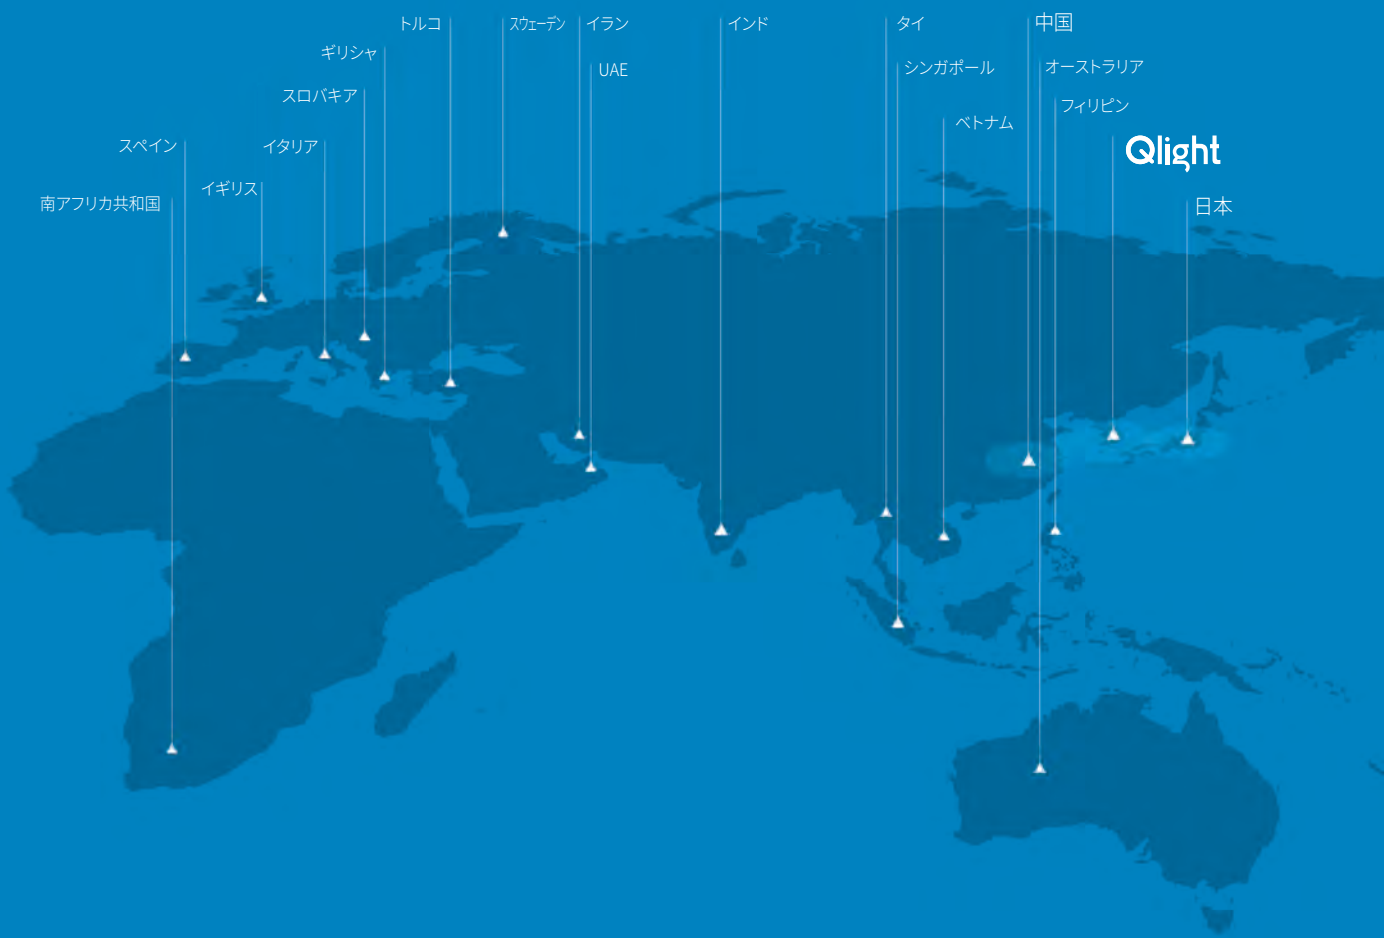 トルコ
スウェーデン
イラン
インド
タイ
中国
ギリシャ
UAE
シンガポール
オーストラリア
スロバキア
フィリピン
ベトナム
スペイン
イタリア
Qlight
イギリス
南アフリカ共和国
日本